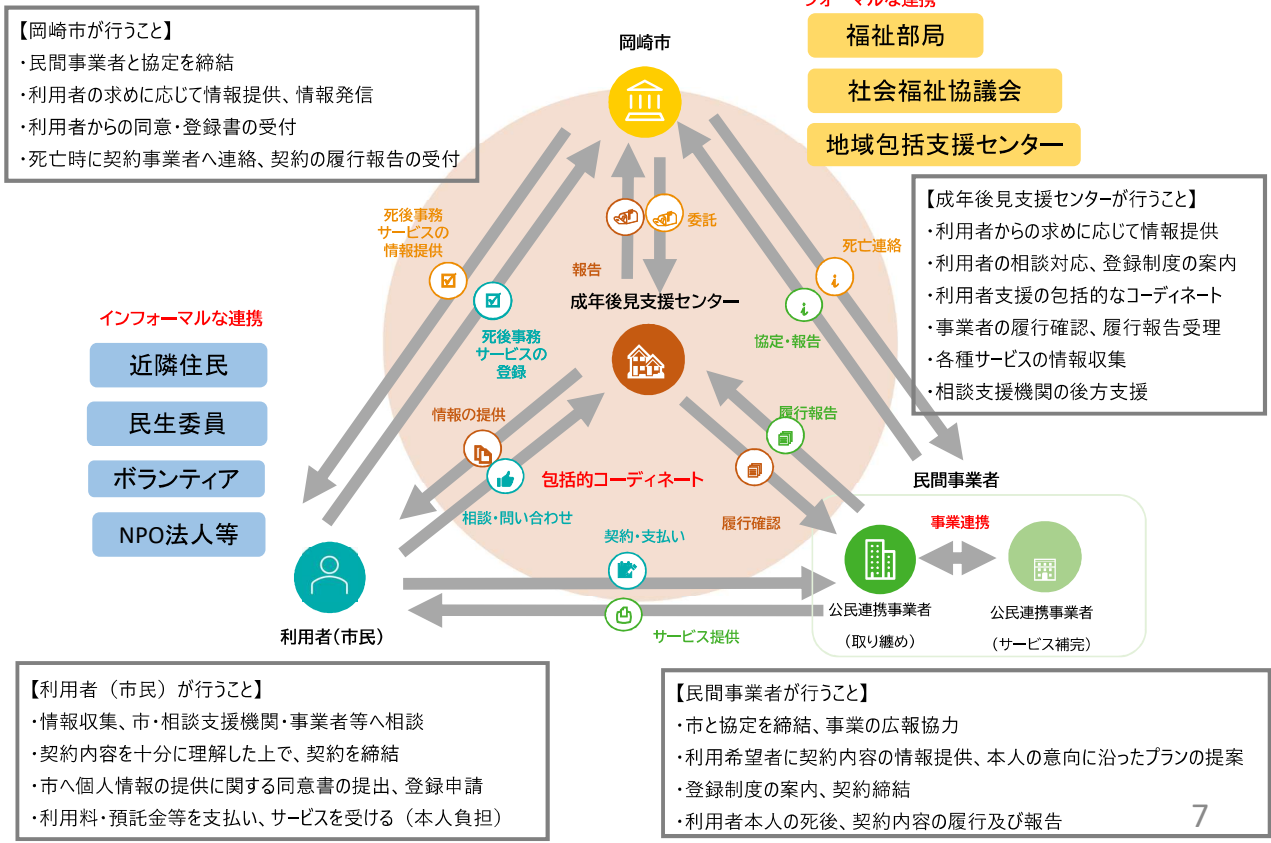 フォーマルな連携
【岡崎市が行うこと】
・民間事業者と協定を締結
・利用者の求めに応じて情報提供、情報発信
・利用者からの同意・登録書の受付
・死亡時に契約事業者へ連絡、契約の履行報告の受付
岡崎市
福祉部局
社会福祉協議会
地域包括支援センター
【成年後見支援センターが行うこと】
・利用者からの求めに応じて情報提供
・利用者の相談対応、登録制度の案内
・利用者支援の包括的なコーディネート
・事業者の履行確認、履行報告受理
・各種サービスの情報収集
・相談支援機関の後方支援
死後事務
サービスの
情報提供
委託
死亡連絡
報告
成年後見支援センター
死後事務
サービスの
登録
協定・報告
インフォーマルな連携
近隣住民
民生委員
ボランティア
NPO法人等
情報の提供
履行報告
包括的コーディネート
相談・問い合わせ
履行確認
契約・支払い
サービス提供
民間事業者
事業連携
公民連携事業者
(取り纏め)
公民連携事業者
(サービス補完)
利用者(市民)
【利用者（市民）が行うこと】
・情報収集、市・相談支援機関・事業者等へ相談
・契約内容を十分に理解した上で、契約を締結
・市へ個人情報の提供に関する同意書の提出、登録申請
・利用料・預託金等を支払い、サービスを受ける（本人負担）
【民間事業者が行うこと】
・市と協定を締結、事業の広報協力
・利用希望者に契約内容の情報提供、本人の意向に沿ったプランの提案
・登録制度の案内、契約締結
・利用者本人の死後、契約内容の履行及び報告
7